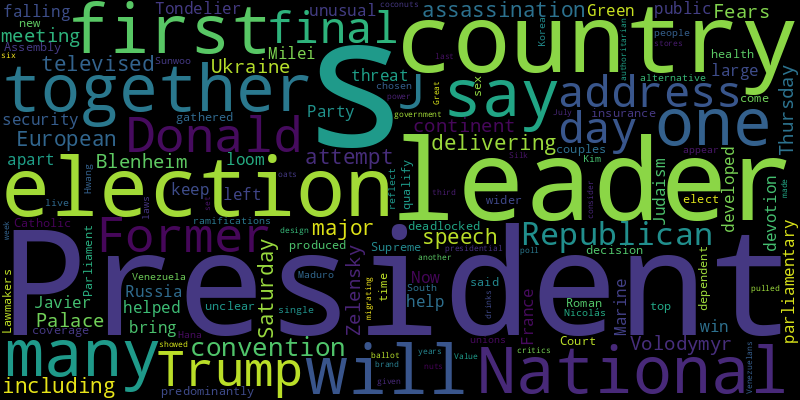 falling Tondelier unusual assassination Green public Fears coconuts
new first final country
meeting
Assembly Milei Korean people stores authoritarian
six televised Sunwoo Ukraine threat sex health last alternative
together S J say address large Thursday
chosen power Great insurance come
security gathered Party government July
European Donald continent day one
apart Blenheim loom attempt delivering couples Kim appear
election leader
Hwang keep left reflect qualify Silk Judaism developed devotion
live laws oats wider third consider elect made
Catholic ramifications major deadlocked
week Former design speech Republican
President National
Parliament produced Supreme presidential poll decision pulled
Lawmakers Venezuela Saturday Zelensky another Now said France Marine dependent parliamentary
Javier Russia Maduro migrating time South Roman top
Palace helped unclear single help drinks Nicolás win
coverage bring Hana unions Court Volodymyr
many convention ballot years critics
showed Trump brand Value will
including predominantly given nuts Venezuelans